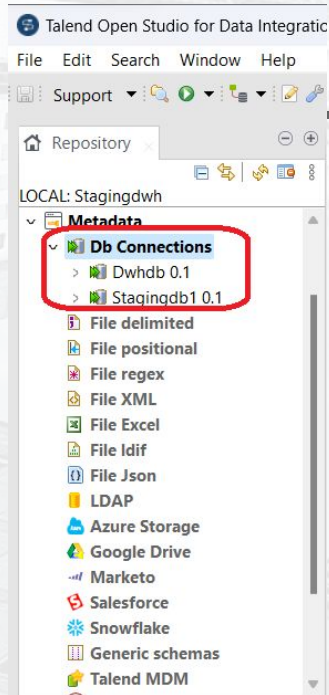 Talend Open Studio for Data Integratio
File Edit Search Window Help
Support
Repository
LOCAL: Stagingdwh
Metadata
Db Connections
Dwhdb 0.1
Stagingdb1 0.1
File delimited
File positional
File regex
File XML
File Excel
File ldif
File Json
LDAP
Azure Storage
Google Drive
Marketo
Salesforce
Snowflake
Generic schemas
Talend MDM